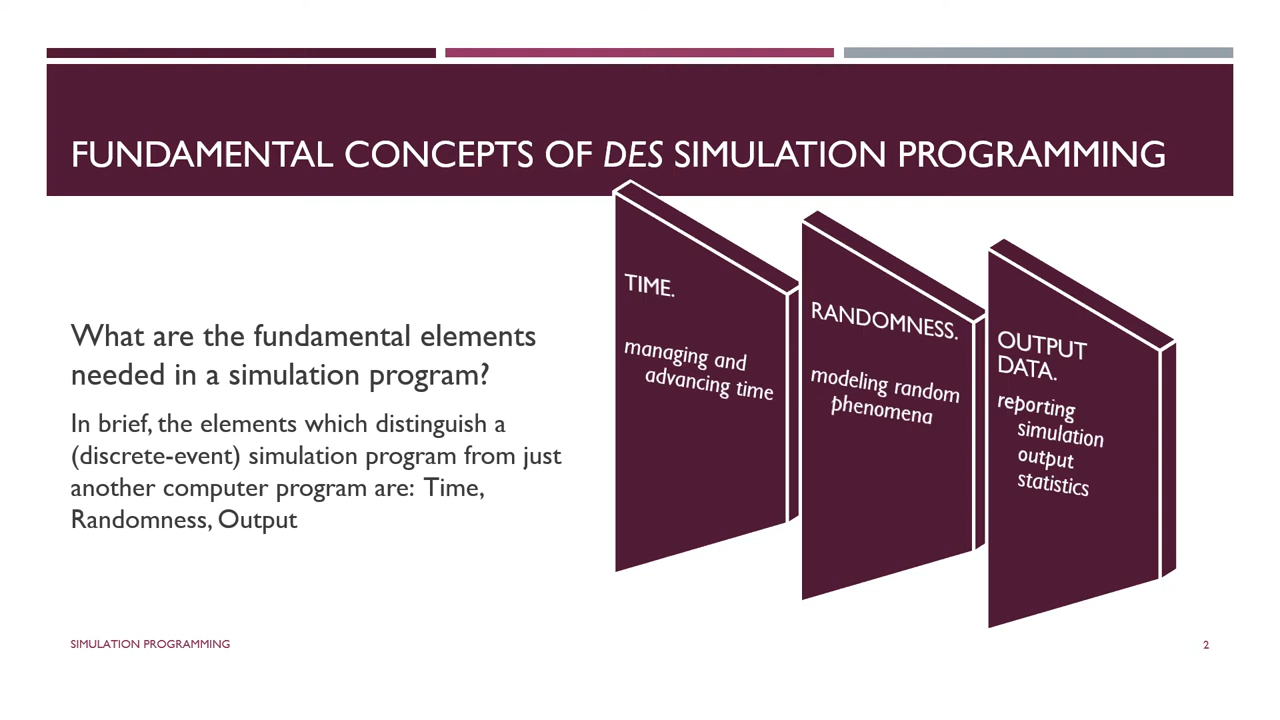 FUNDAMENTAL CONCEPTS OF DES SIMULATION PROGRAMMING
What are the fundamental elements
needed in a simulation program?
In brief, the elements which distinguish a
(discrete-event) simulation program from just
another computer program are: Time,
Randomness, Output
TIME.
managing and
advancing time
RANDOMNESS.
modeling random
phenomena
OUTPUT
DATA.
reporting
simulation
output
statistics
SIMULATION PROGRAMMING
2